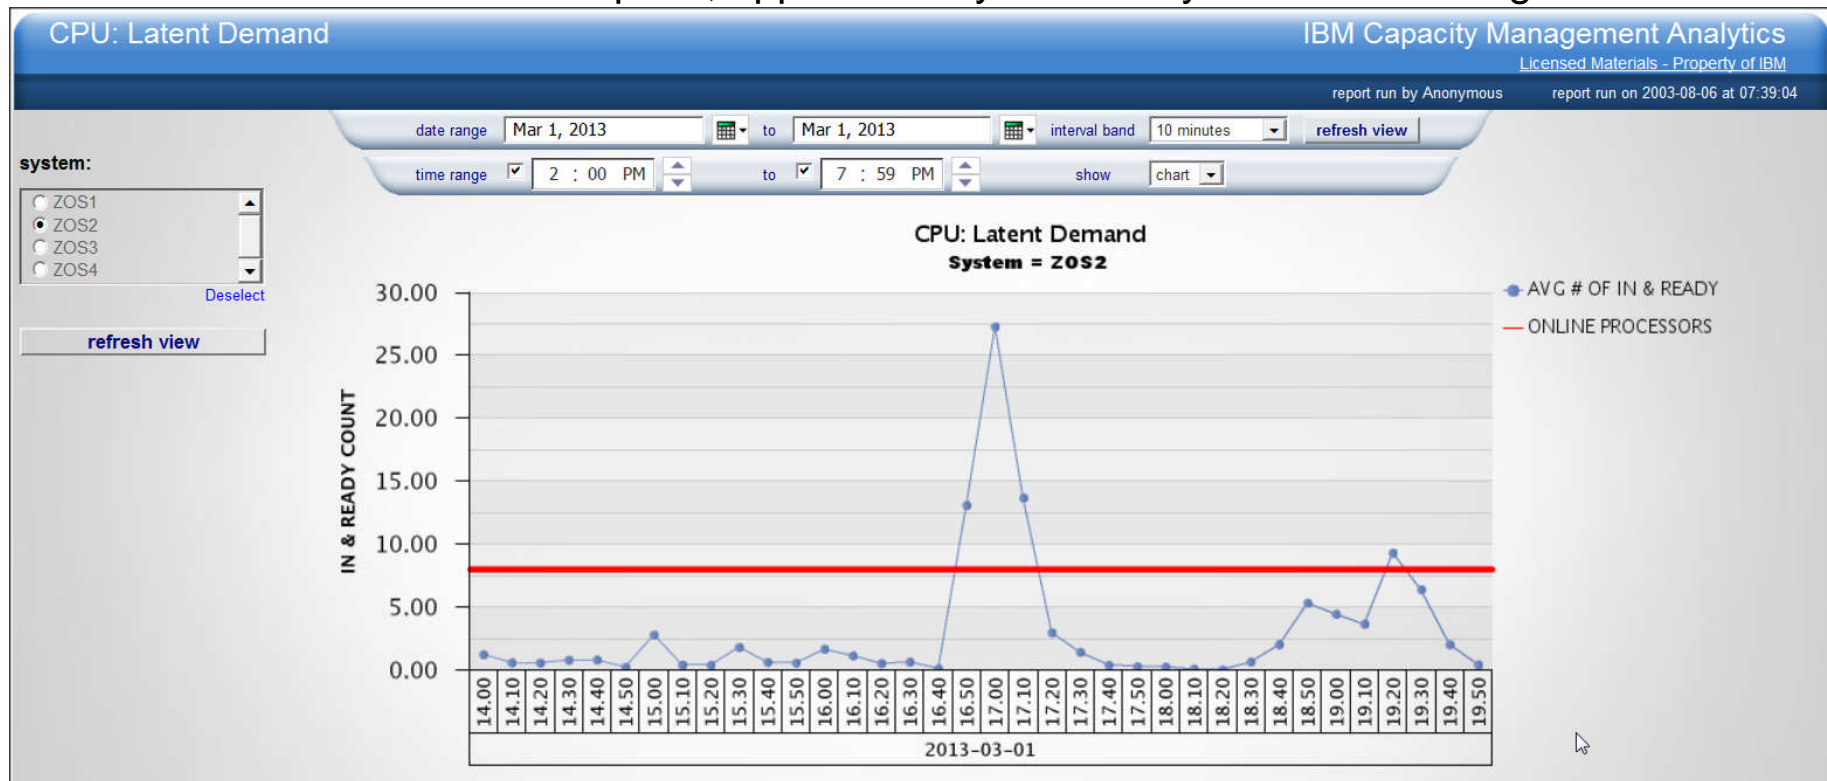 CPU: Latent Demand
IBM Capacity Management Analytics
Licensed Materials - Property of IBM
report run by Anonymous report run on 2003-08-06 at 07:39:04
date range Mar 1, 2013 to Mar 1, 2013 interval band 10 minutes refresh view
time range 2 : 00 PM to 7 : 59 PM show chart
system:
ZOS1
ZOS2
ZOS3
ZOS4
Deselect
refresh view
CPU: Latent Demand
System = ZOS2
AVG # OF IN & READY
ONLINE PROCESSORS
IN & READY COUNT
30.00
25.00
20.00
15.00
10.00
5.00
0.00
14.00 14.10 14.20 14.30 14.40 14.50 15.00 15.10 15.20 15.30 15.40 15.50 16.00 16.10 16.20 16.30 16.40 16.50 17.00 17.10 17.20 17.30 17.40 17.50 18.00 18.10 18.20 18.30 18.40 18.50 19.00 19.10 19.20 19.30 19.40 19.50
2013-03-01